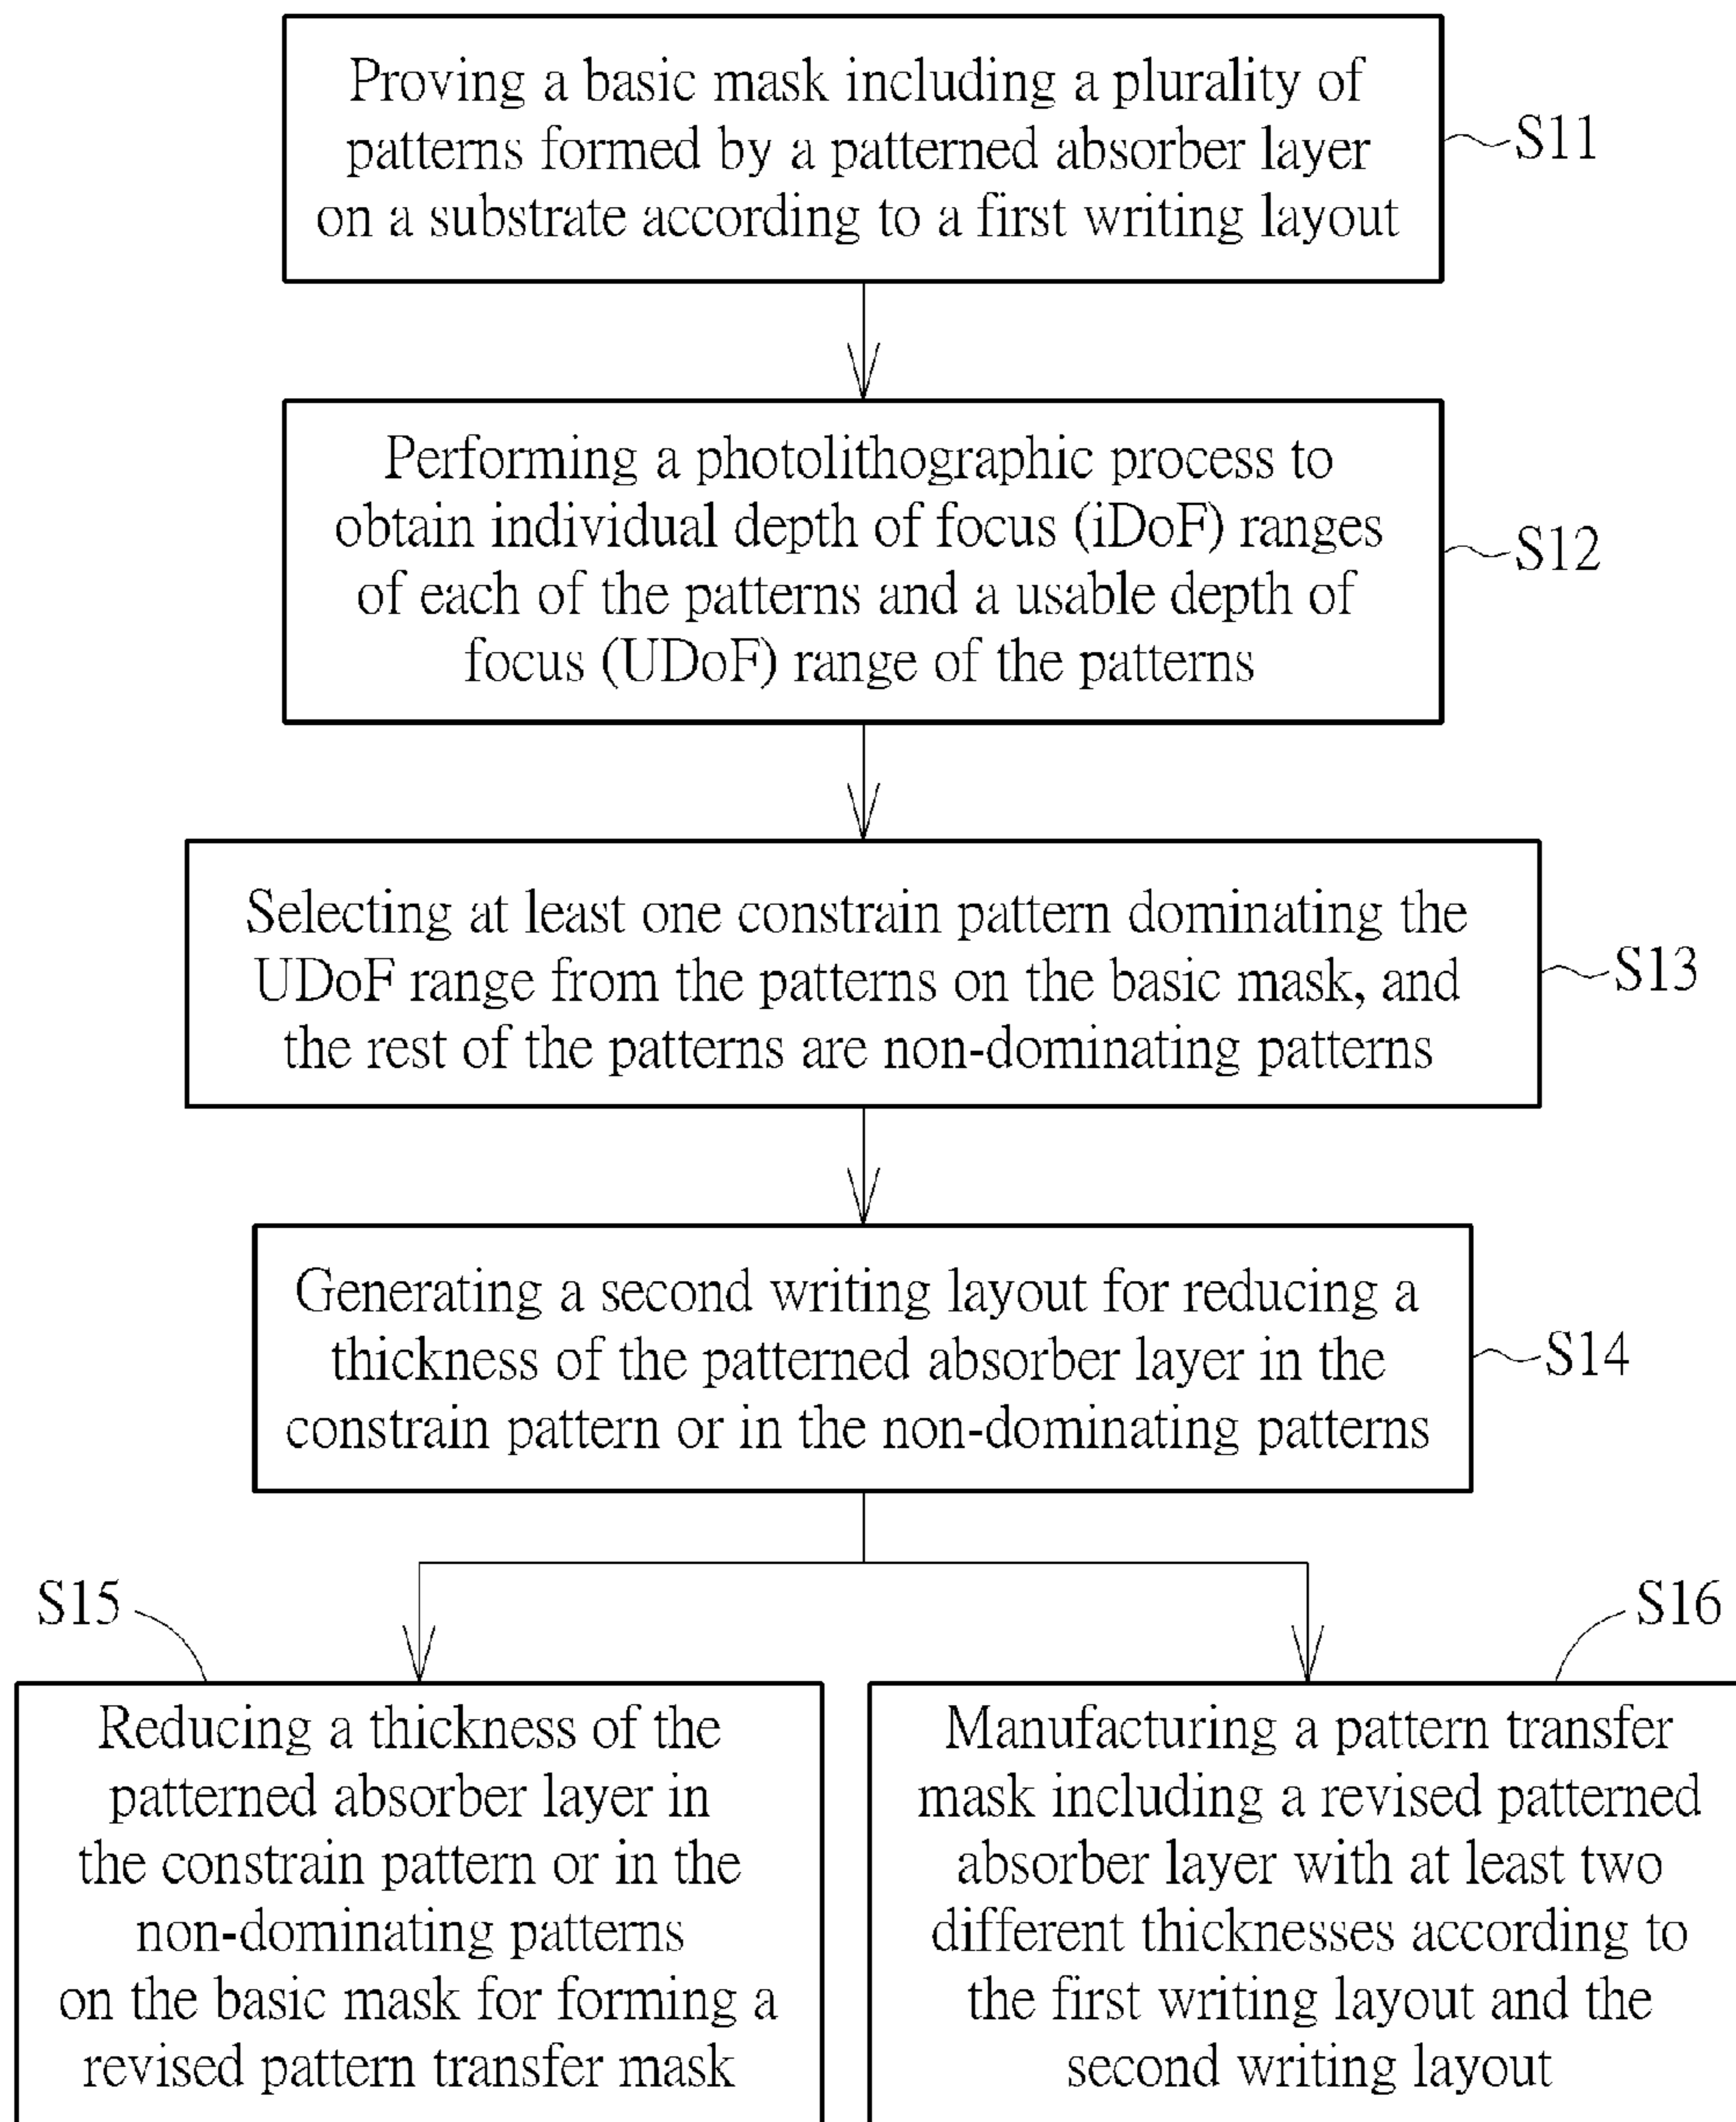 Proving a basic mask including a plurality of
patterns formed by a patterned absorber layer
on a substrate according to a first writing layout
S11
Performing a photolithographic process to
obtain individual depth of focus (iDoF) ranges
of each of the patterns and a usable depth of
focus (UDoF) range of the patterns
S12
Selecting at least one constrain pattern dominating the
UDoF range from the patterns on the basic mask, and
the rest of the patterns are non-dominating patterns
S13
Generating a second writing layout for reducing a
thickness of the patterned absorber layer in the
constrain pattern or in the non-dominating patterns
S14
S15
Reducing a thickness of the
patterned absorber layer in
the constrain pattern or in the
non-dominating patterns
on the basic mask for forming a
revised pattern transfer mask
S16
Manufacturing a pattern transfer
mask including a revised patterned
absorber layer with at least two
different thicknesses according to
the first writing layout and the
second writing layout